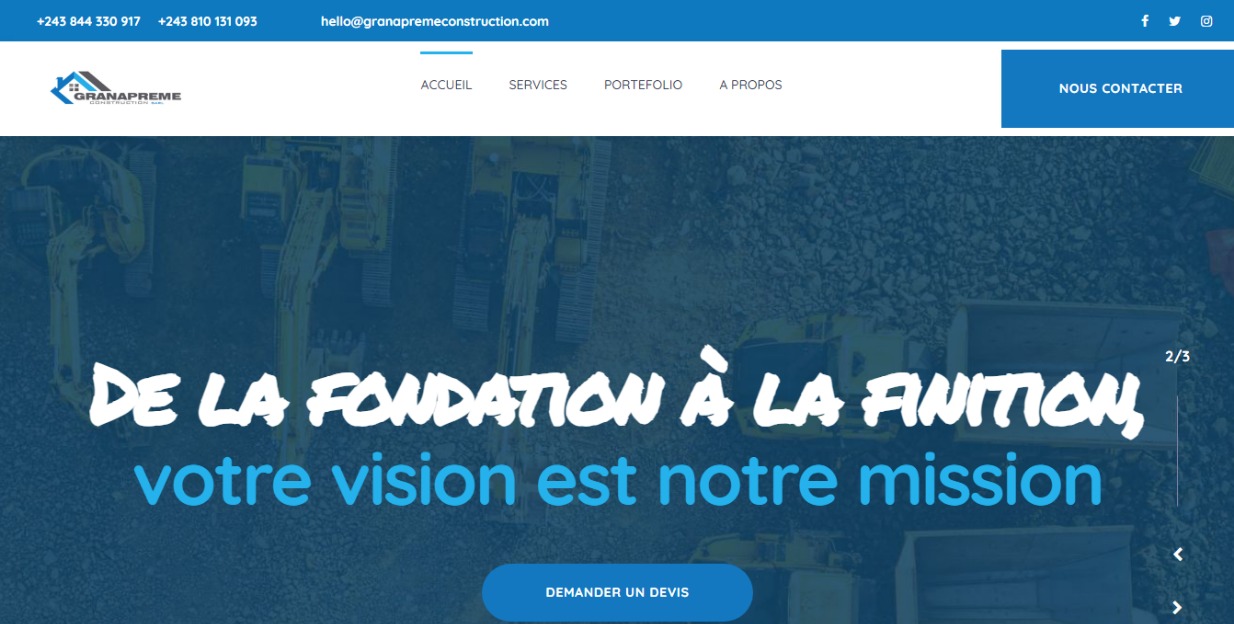 +243 844 330 917 +243 810 131 093 hello@granapremeconstruction.com
GRANAPREME
CONSTRUCTION
ACCUEIL SERVICES PORTEFOLIO A PROPOS
NOUS CONTACTER
2/3
DE LA FONDATION À LA FINITION,
votre vision est notre mission
DEMANDER UN DEVIS